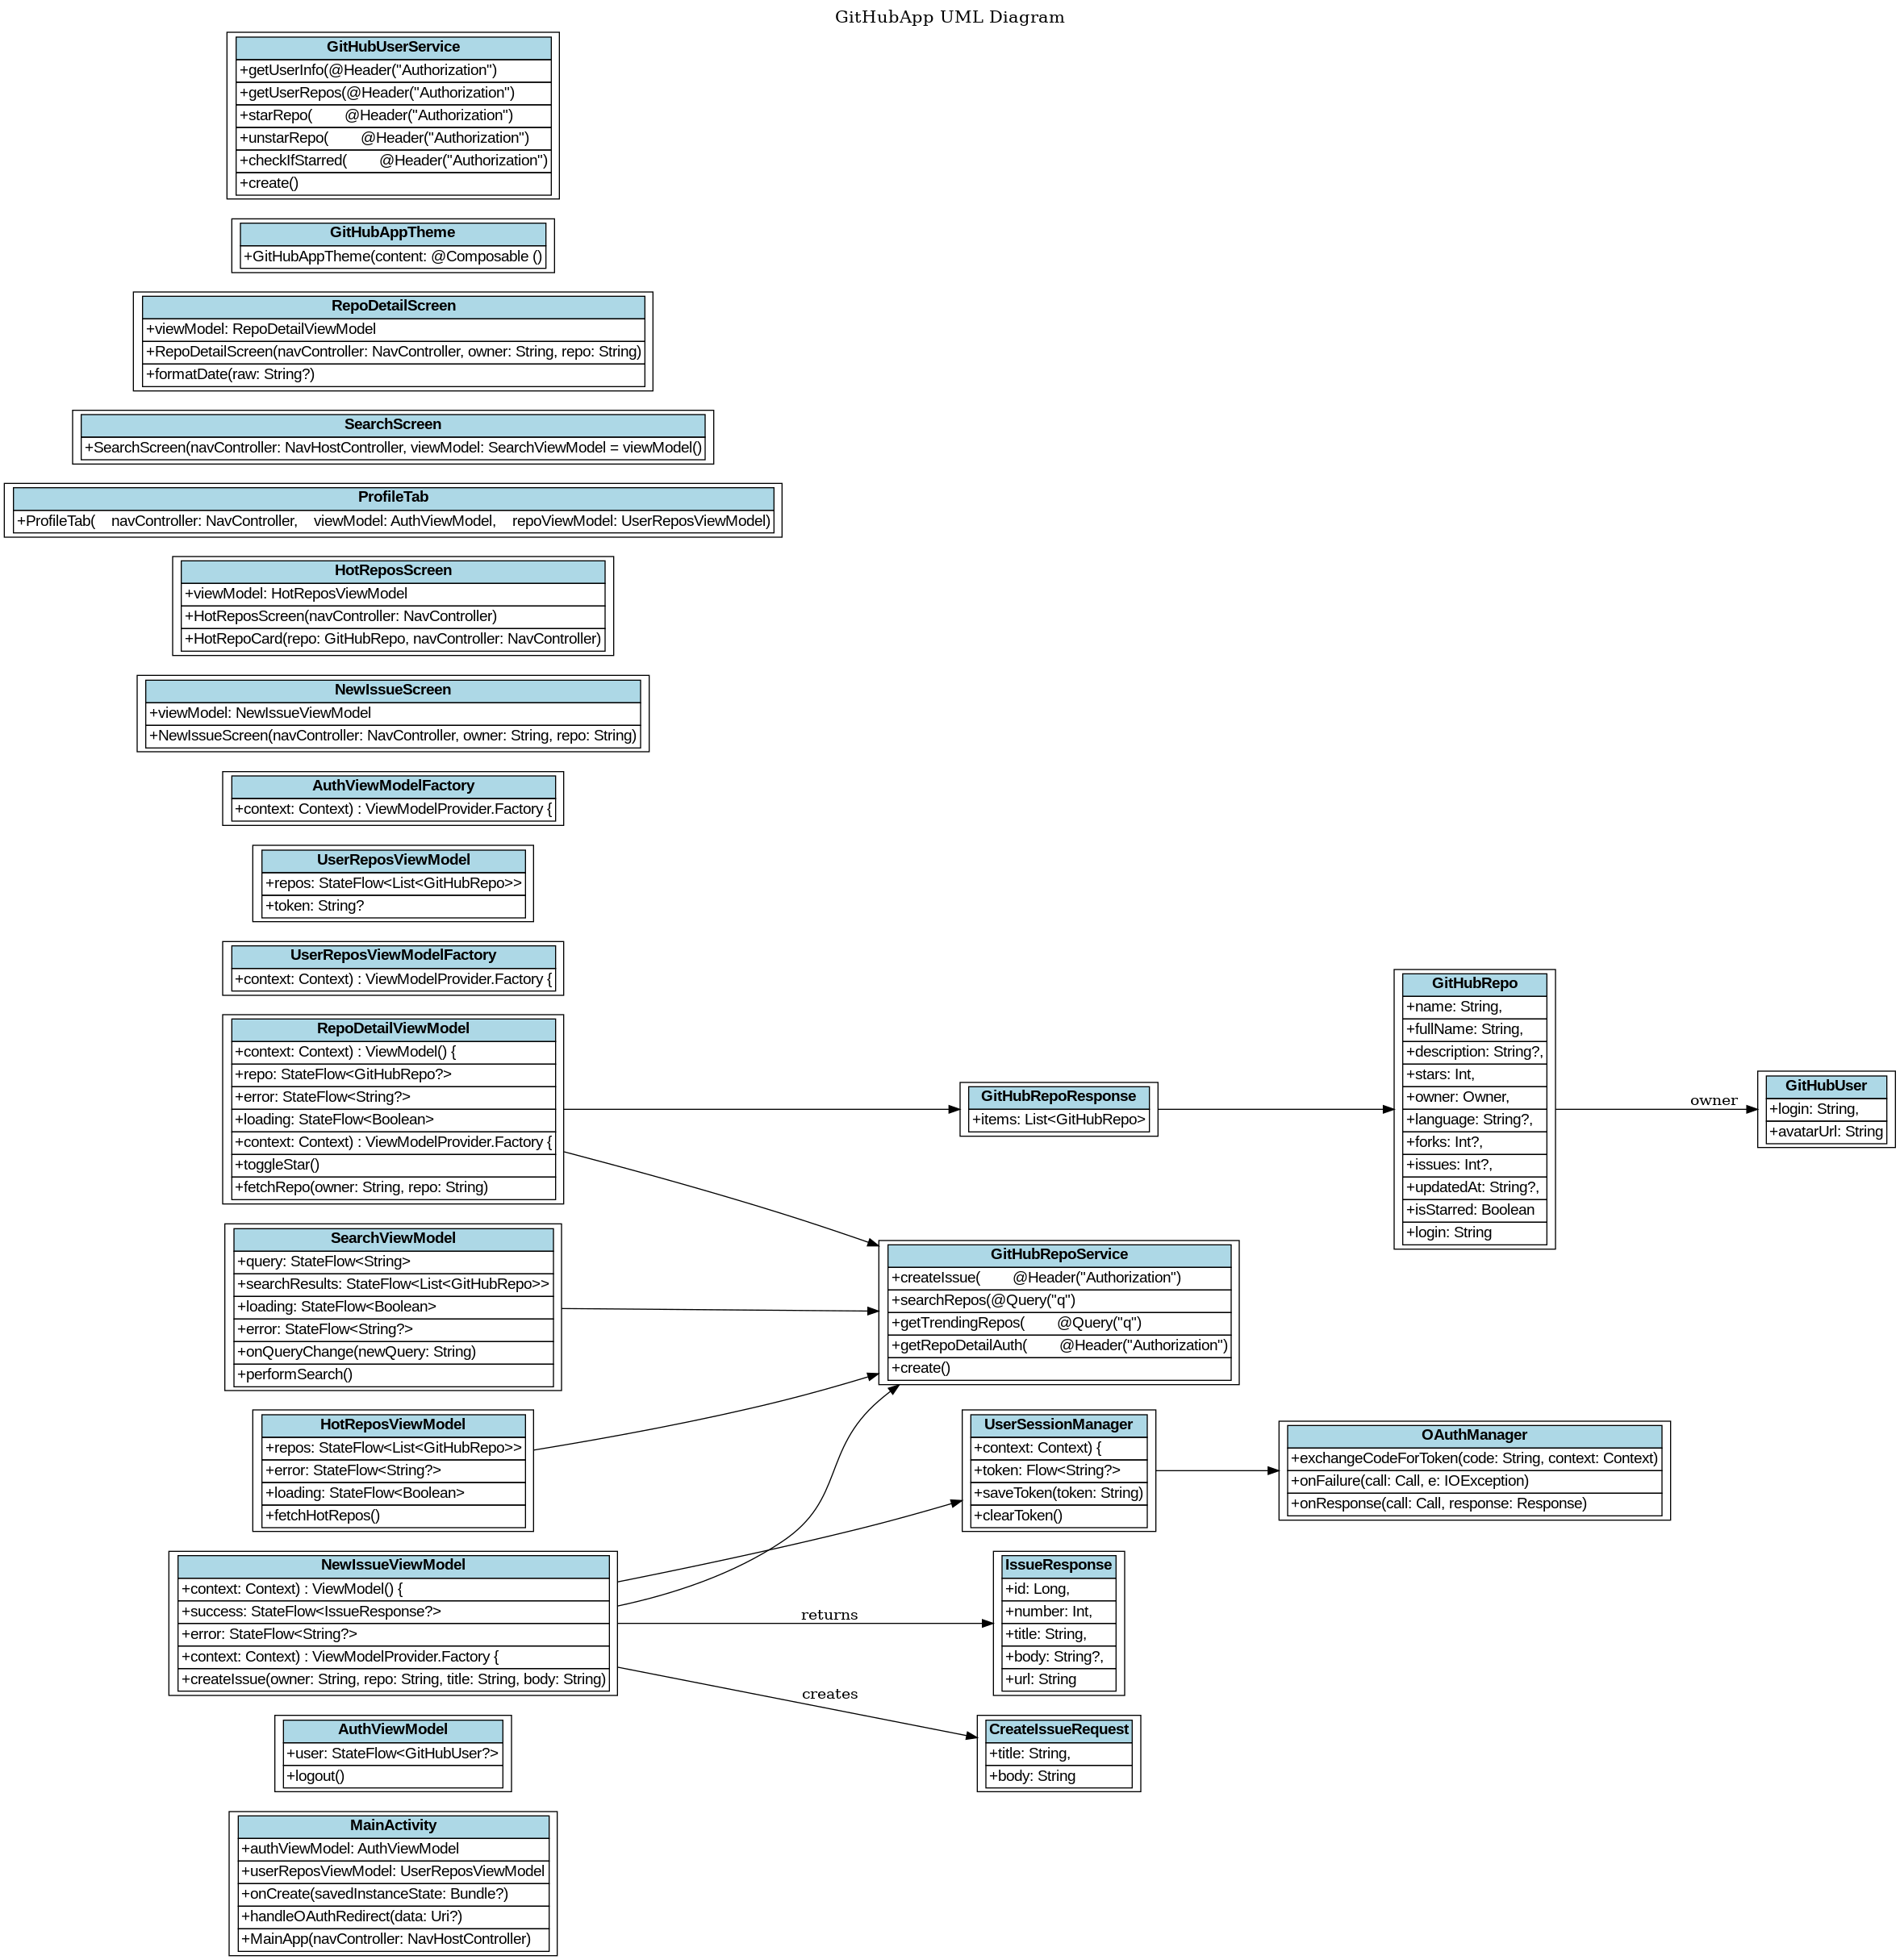 GitHubApp UML Diagram
GitHubUserService
+getUserInfo(@Header("Authorization")
+getUserRepos(@Header("Authorization")
+starRepo(        @Header("Authorization")
+unstarRepo(        @Header("Authorization")
+checkIfStarred(        @Header("Authorization")
+create()
GitHubAppTheme
+GitHubAppTheme(content: @Composable ()
RepoDetailScreen
+viewModel: RepoDetailViewModel
+RepoDetailScreen(navController: NavController, owner: String, repo: String)
+formatDate(raw: String?)
SearchScreen
+SearchScreen(navController: NavHostController, viewModel: SearchViewModel = viewModel()
ProfileTab
+ProfileTab(    navController: NavController,    viewModel: AuthViewModel,    repoViewModel: UserReposViewModel)
HotReposScreen
+viewModel: HotReposViewModel
+HotReposScreen(navController: NavController)
+HotRepoCard(repo: GitHubRepo, navController: NavController)
NewIssueScreen
+viewModel: NewIssueViewModel
+NewIssueScreen(navController: NavController, owner: String, repo: String)
AuthViewModelFactory
+context: Context) : ViewModelProvider.Factory {
UserReposViewModel
+repos: StateFlow<List<GitHubRepo>>
+token: String?
UserReposViewModelFactory
+context: Context) : ViewModelProvider.Factory {
RepoDetailViewModel
+context: Context) : ViewModel() {
+repo: StateFlow<GitHubRepo?>
+error: StateFlow<String?>
+loading: StateFlow<Boolean>
+context: Context) : ViewModelProvider.Factory {
+toggleStar()
+fetchRepo(owner: String, repo: String)
GitHubRepoResponse
+items: List<GitHubRepo>
GitHubRepo
+name: String,
+fullName: String,
+description: String?,
+stars: Int,
+owner: Owner,
+language: String?,
+forks: Int?,
+issues: Int?,
+updatedAt: String?,
+isStarred: Boolean
+login: String
owner
GitHubUser
+login: String,
+avatarUrl: String
SearchViewModel
+query: StateFlow<String>
+searchResults: StateFlow<List<GitHubRepo>>
+loading: StateFlow<Boolean>
+error: StateFlow<String?>
+onQueryChange(newQuery: String)
+performSearch()
GitHubRepoService
+createIssue(        @Header("Authorization")
+searchRepos(@Query("q")
+getTrendingRepos(        @Query("q")
+getRepoDetailAuth(        @Header("Authorization")
+create()
HotReposViewModel
+repos: StateFlow<List<GitHubRepo>>
+error: StateFlow<String?>
+loading: StateFlow<Boolean>
+fetchHotRepos()
UserSessionManager
+context: Context) {
+token: Flow<String?>
+saveToken(token: String)
+clearToken()
OAuthManager
+exchangeCodeForToken(code: String, context: Context)
+onFailure(call: Call, e: IOException)
+onResponse(call: Call, response: Response)
NewIssueViewModel
+context: Context) : ViewModel() {
+success: StateFlow<IssueResponse?>
+error: StateFlow<String?>
+context: Context) : ViewModelProvider.Factory {
+createIssue(owner: String, repo: String, title: String, body: String)
returns
creates
IssueResponse
+id: Long,
+number: Int,
+title: String,
+body: String?,
+url: String
CreateIssueRequest
+title: String,
+body: String
AuthViewModel
+user: StateFlow<GitHubUser?>
+logout()
MainActivity
+authViewModel: AuthViewModel
+userReposViewModel: UserReposViewModel
+onCreate(savedInstanceState: Bundle?)
+handleOAuthRedirect(data: Uri?)
+MainApp(navController: NavHostController)